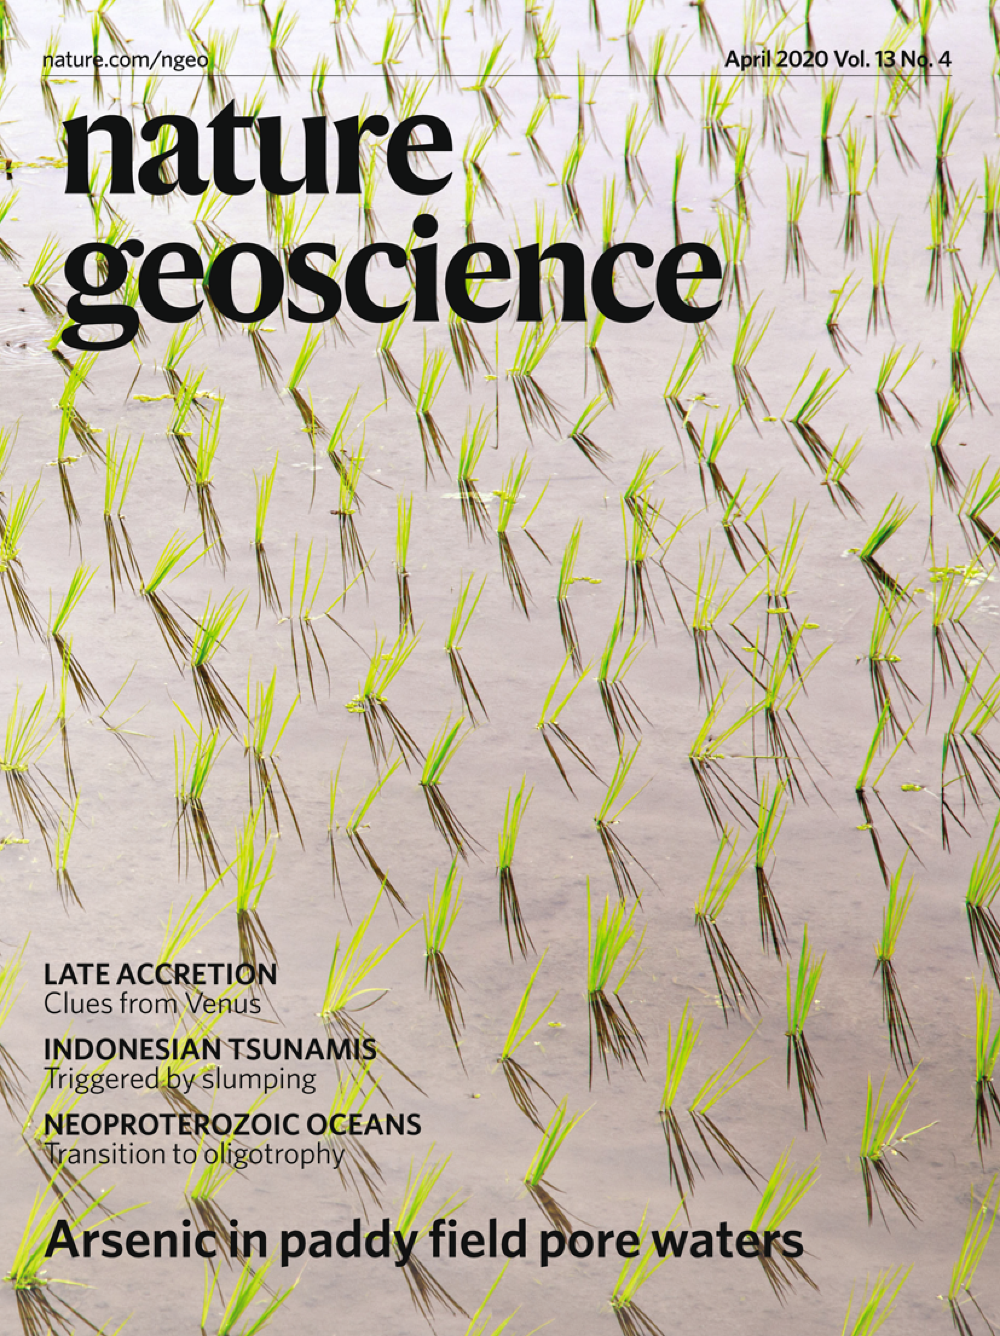 nature.com/ngeo
April 2020 Vol. 13 No. 4
nature
geoscience
LATE ACCRETION
Clues from Venus
INDONESIAN TSUNAMIS
Triggered by slumping
NEOPROTEROZOIC OCEANS
Transition to oligotrophy
Arsenic in paddy field pore waters